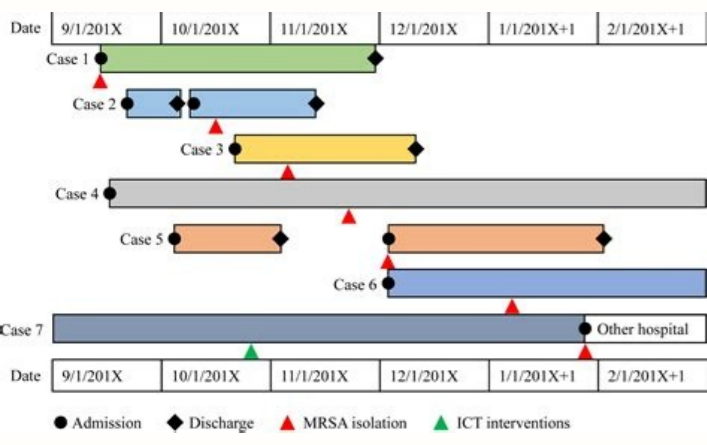 Date 9/1/201X 10/1/201X 11/1/201X 12/1/201X 1/1/201X+1 2/1/201X+1
Case 1
Case 2
Case 3
Case 4
Case 5
Case 6
Case 7 Other hospital
Date 9/1/201X 10/1/201X 11/1/201X 12/1/201X 1/1/201X+1 2/1/201X+1
Admission Discharge MRSA isolation ICT interventions